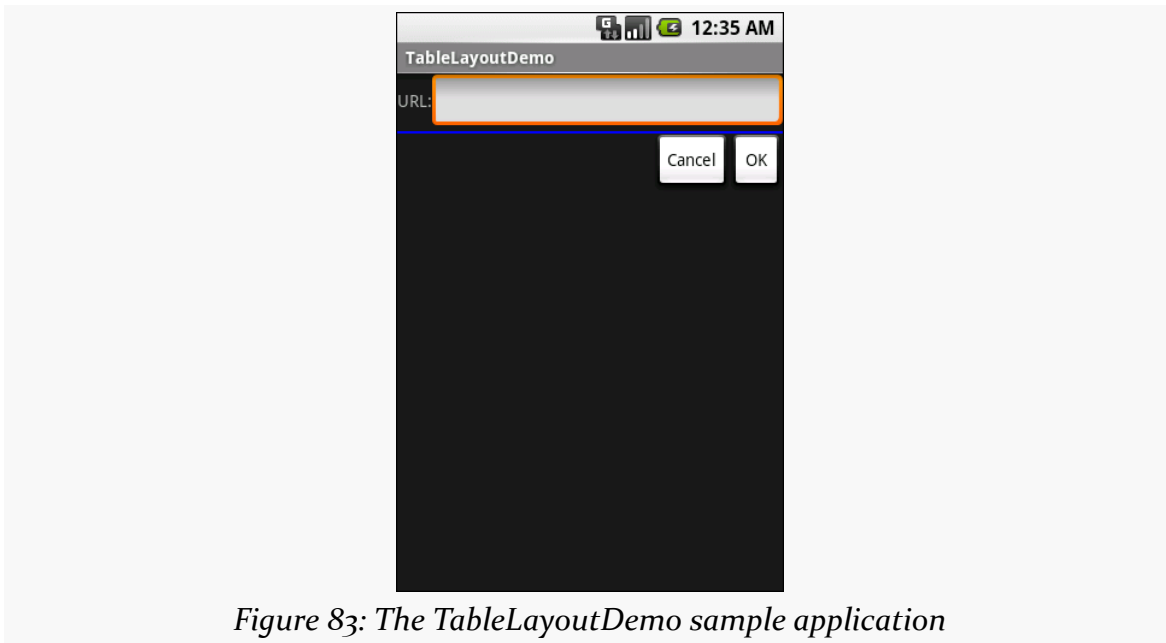 12:35 AM
TableLayoutDemo
URL:
Cancel OK
Figure 83: The TableLayoutDemo sample application